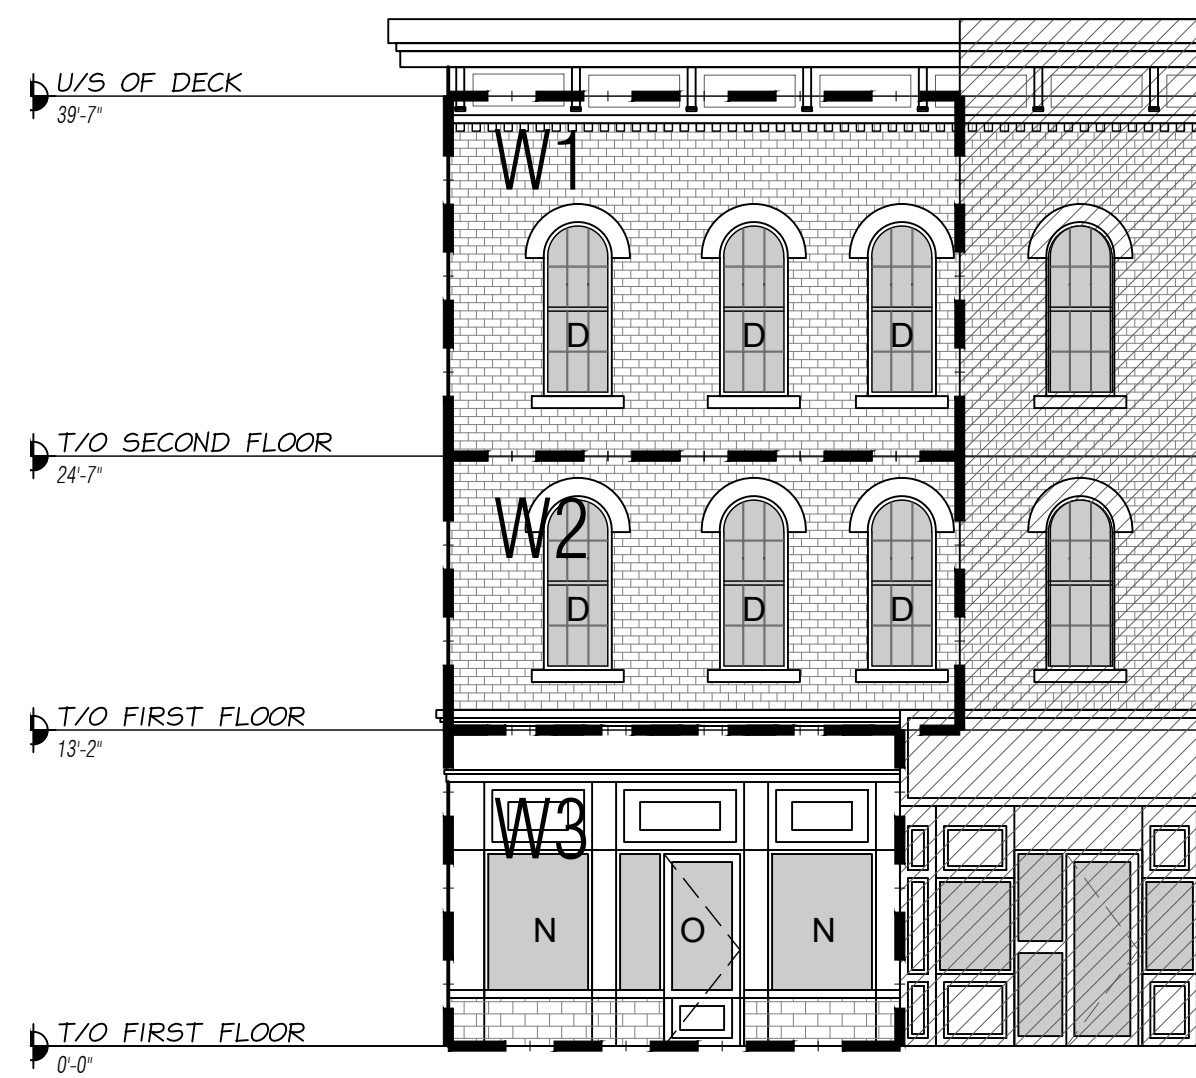 U/S OF DECK
39'-7"
W1
D D D
T/O SECOND FLOOR
24'-7"
W2
D D D
T/O FIRST FLOOR
13'-2"
W3
N O N
T/O FIRST FLOOR
0'-0"